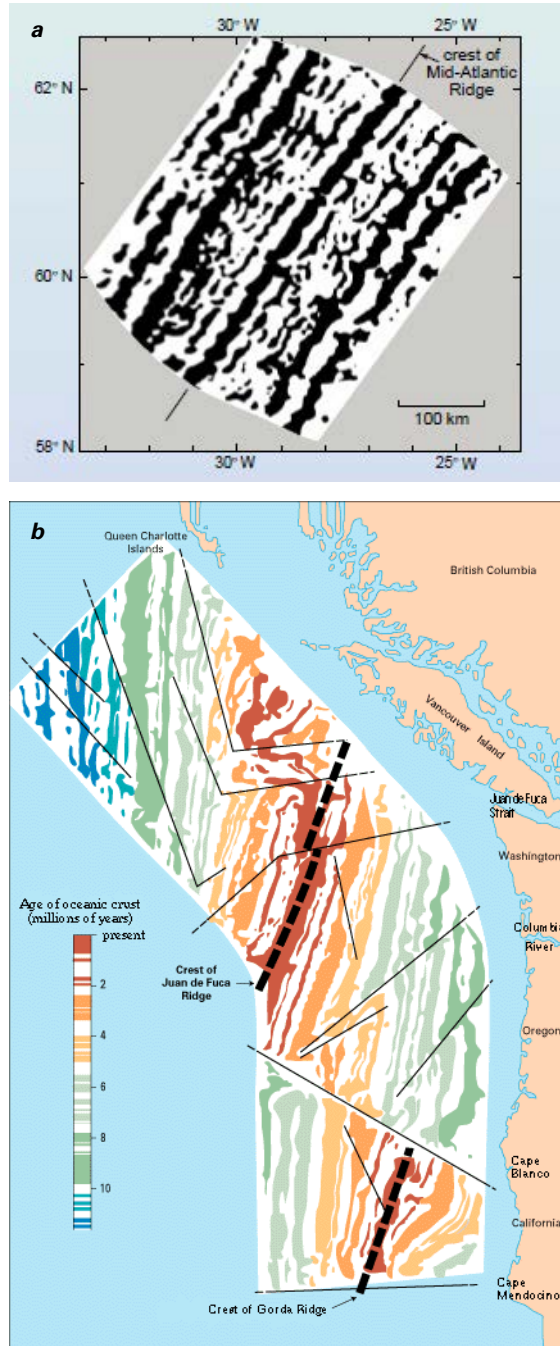 a
30° W
25° W
crest of
Mid-Atlantic
Ridge
62° N
60° N
58° N
100 km
30° W
25° W
b
Queen Charlotte
Islands
British Columbia
Vancouver Island
Juan de Fuca
Strait
Washington
Age of oceanic crust
(millions of years)
present
2
4
6
8
10
Crest of
Juan de Fuca
Ridge
Columbia
River
Oregon
Cape
Blanco
California
Cape
Mendocino
Crest of Gorda Ridge